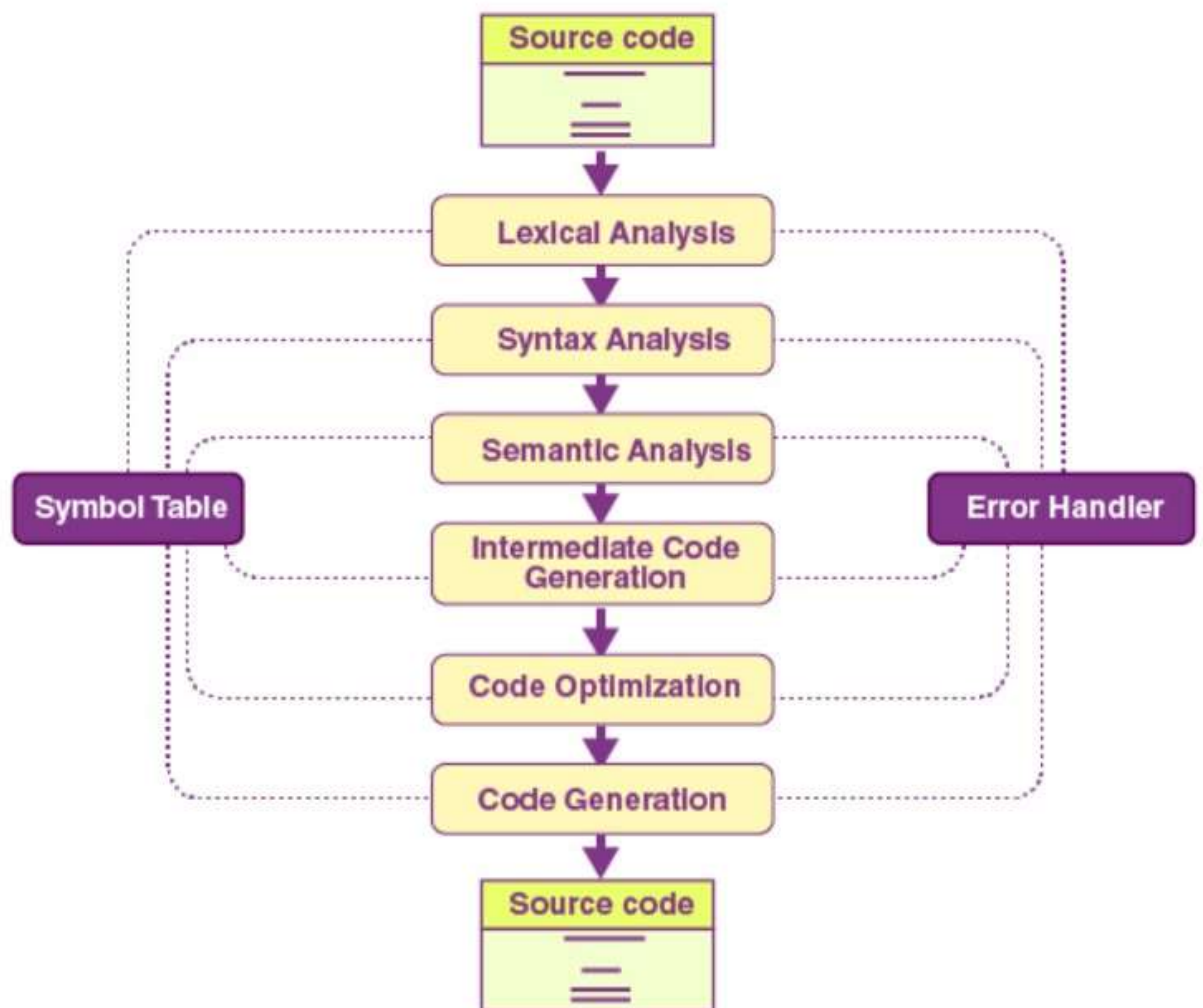 Source code
Lexical Analysis
Syntax Analysis
Semantic Analysis
Symbol Table
Error Handler
Intermediate Code
Generation
Code Optimization
Code Generation
Source code